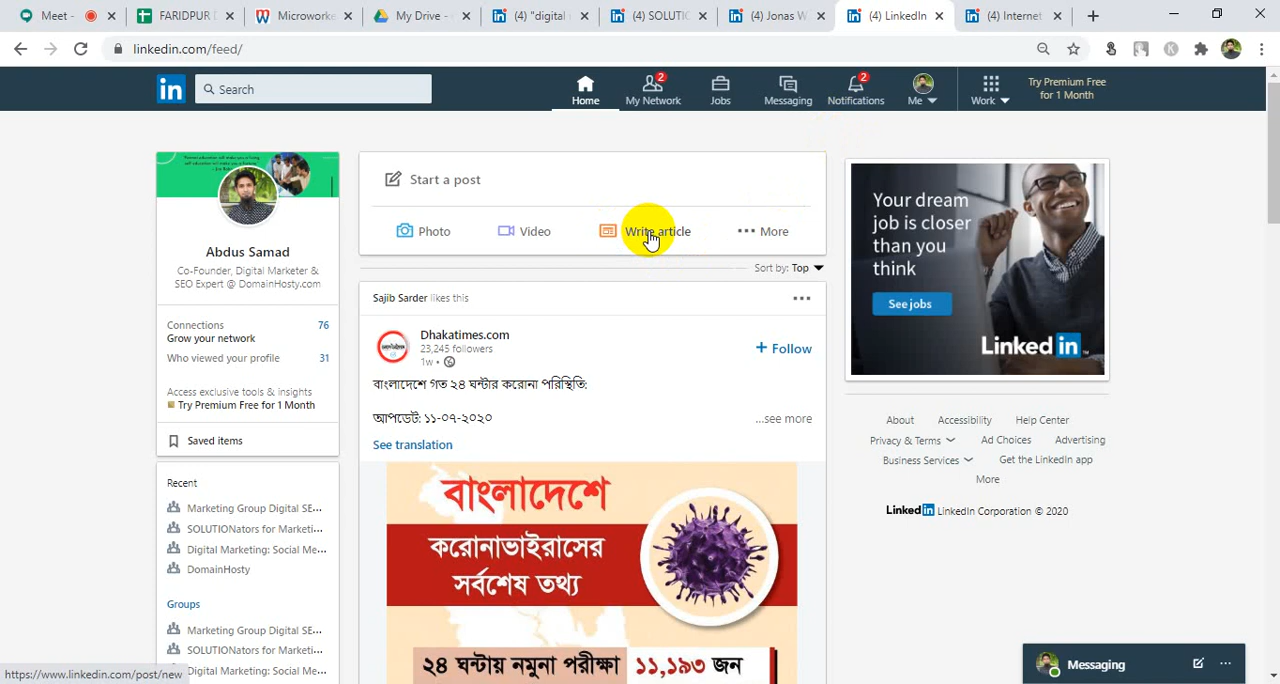 Meet -
FARIDPUR D
Microworke
My Drive -
(4) "digital
(4) SOLUTIO
(4) Jonas W
(4) LinkedIn
(4) Internet
linkedin.com/feed/
in
Search
Home
2
My Network
Jobs
Messaging
2
Notifications
Me
Work
Try Premium Free
for 1 Month
Start a post
Photo
Video
Write article
More
Sort by: Top
Abdus Samad
Co-Founder, Digital Marketer &
SEO Expert @ DomainHosty.com
Connections 76
Grow your network
Who viewed your profile 31
Access exclusive tools & insights
Try Premium Free for 1 Month
Saved items
Recent
Marketing Group Digital SE...
SOLUTIONators for Marketi...
Digital Marketing: Social Me...
DomainHosty
Groups
Marketing Group Digital SE...
SOLUTIONators for Marketi...
Digital Marketing: Social Me...
Sajib Sarder likes this
Dhakatimes.com
23,245 followers
1w •
+ Follow
বাংলাদেশে গত ২৪ ঘন্টার করোনা পরিস্থিতি:
আপডেট: ১১-০৭-২০২০
...see more
See translation
বাংলাদেশে
করোনাভাইরাসের
সর্বশেষ তথ্য
২৪ ঘন্টায় নমুনা পরীক্ষা ১১,১৯৩ জন
Your dream
job is closer
than you
think
See jobs
Linked in
About Accessibility Help Center
Privacy & Terms Ad Choices Advertising
Business Services Get the LinkedIn app
More
Linked in LinkedIn Corporation © 2020
Messaging
https://www.linkedin.com/post/new